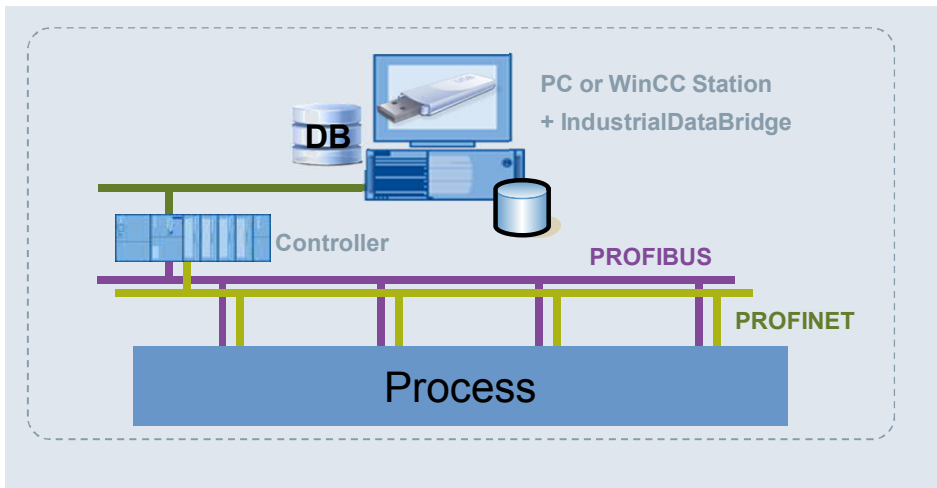 PC or WinCC Station
+ IndustrialDataBridge
DB
Controller
PROFIBUS
PROFINET
Process